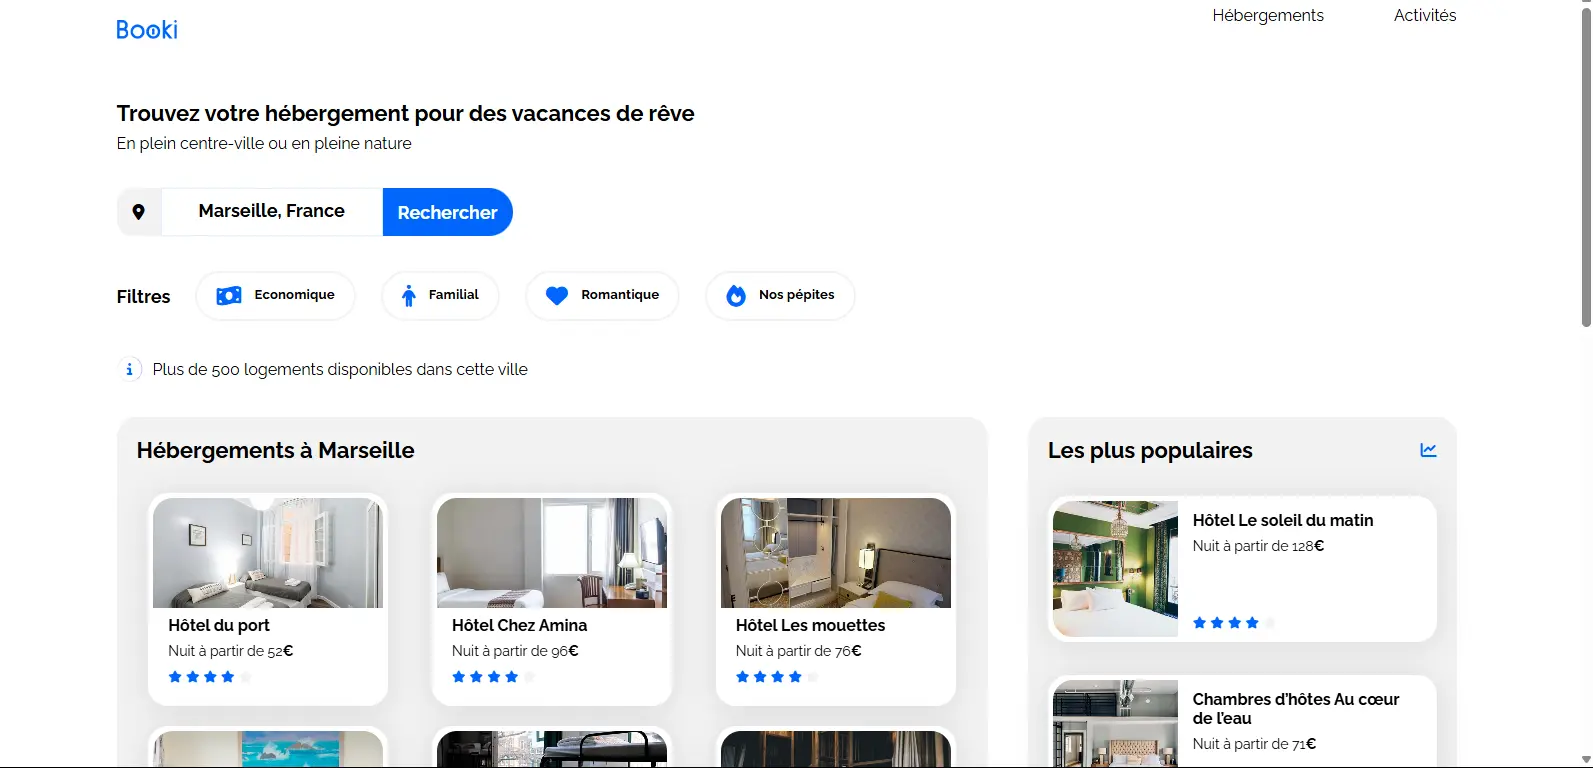 Booki
Hébergements
Activités
Trouvez votre hébergement pour des vacances de rêve
En plein centre-ville ou en pleine nature
Marseille, France
Rechercher
Filtres
Economique
Familial
Romantique
Nos pépites
Plus de 500 logements disponibles dans cette ville
Hébergements à Marseille
Hôtel du port
Nuit à partir de 52€
Hôtel Chez Amina
Nuit à partir de 96€
Hôtel Les mouettes
Nuit à partir de 76€
Les plus populaires
Hôtel Le soleil du matin
Nuit à partir de 128€
Chambres d’hôtes Au cœur
de l’eau
Nuit à partir de 71€